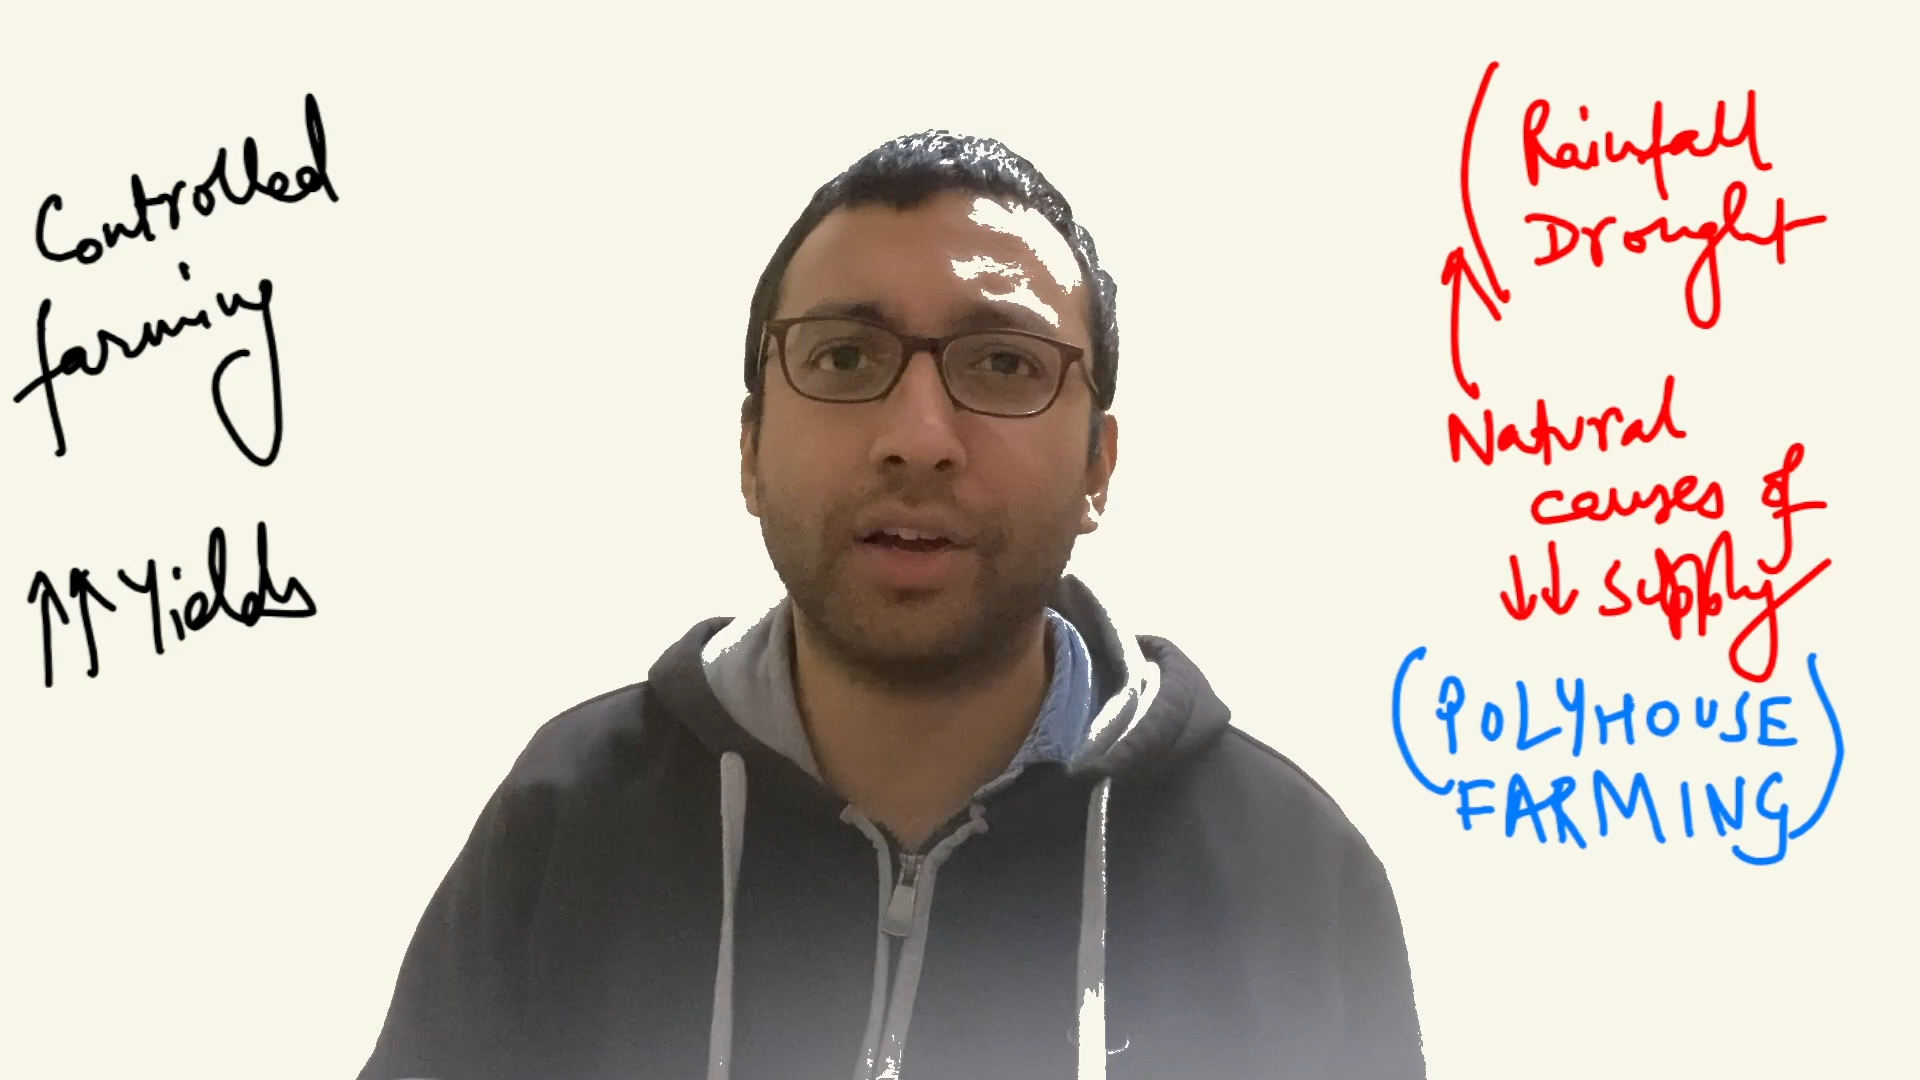 Controlled
farming
↑↑ Yields
Rainfall
Drought
Natural
causes of
↓↓ supply
(POLYHOUSE
FARMING)